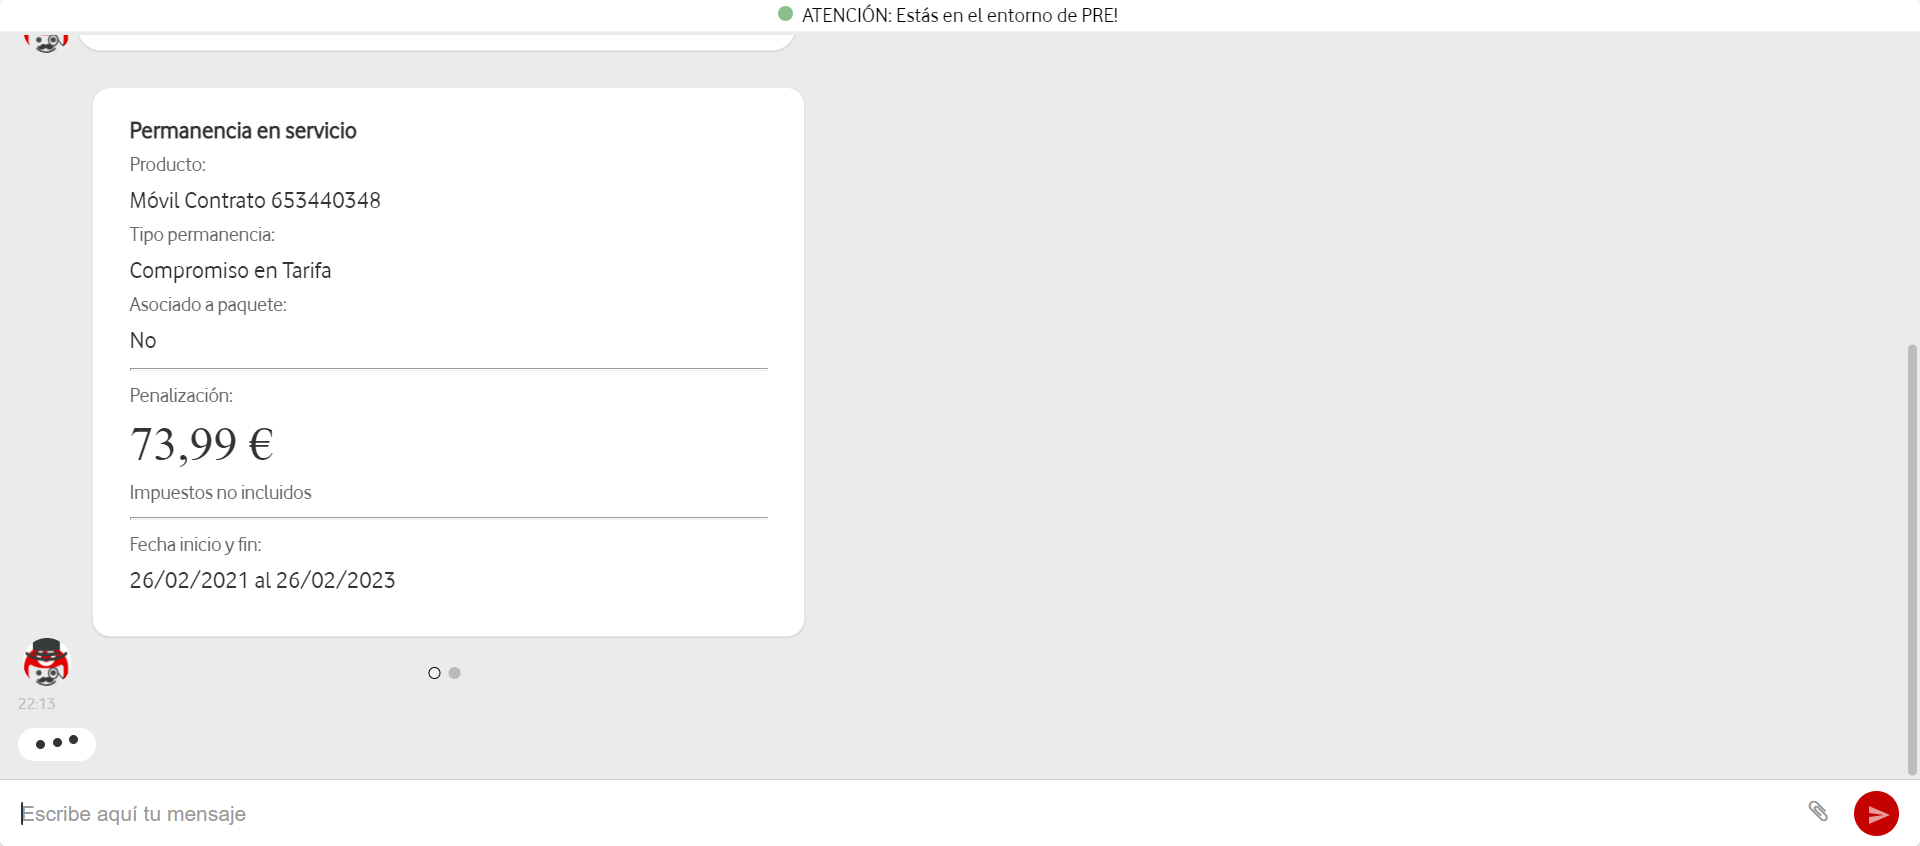 ATENCIÓN: Estás en el entorno de PRE!
Permanencia en servicio
Producto:
Móvil Contrato 653440348
Tipo permanencia:
Compromiso en Tarifa
Asociado a paquete:
No
Penalización:
73,99 €
Impuestos no incluidos
Fecha inicio y fin:
26/02/2021 al 26/02/2023
22:13
Escribe aquí tu mensaje